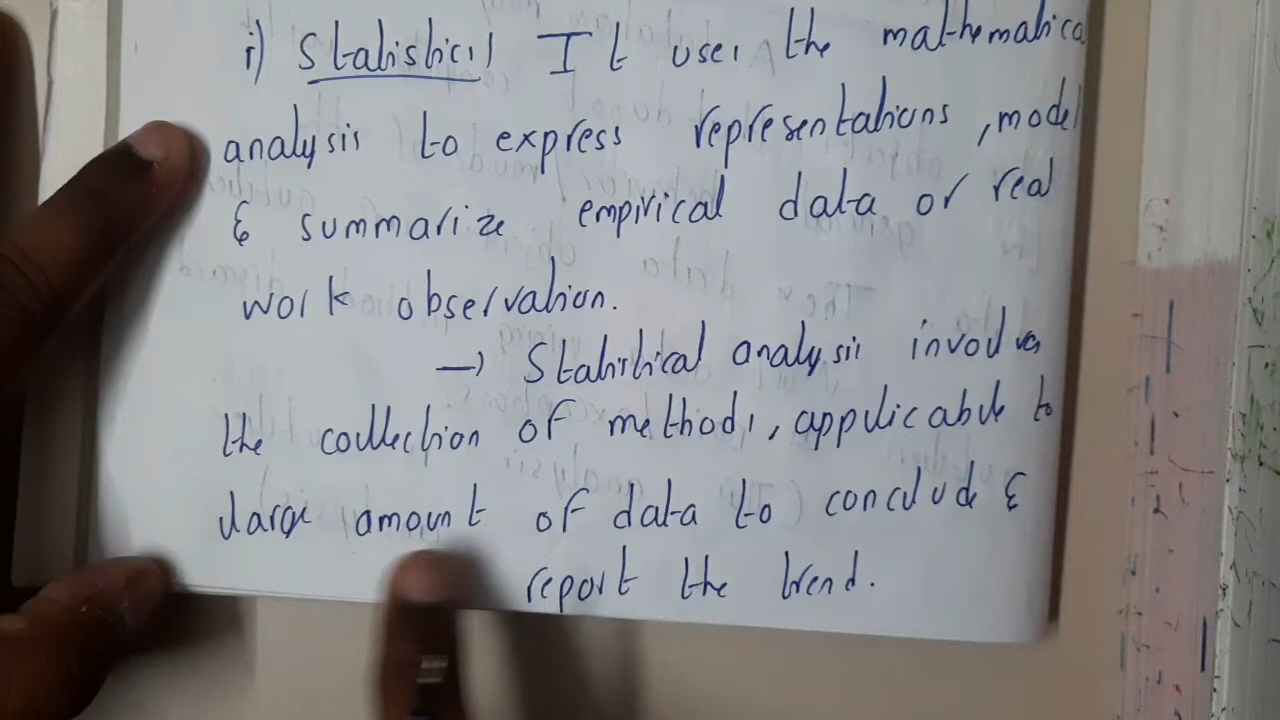 i) Statistical It uses the mathematica
analysis to express representations, model
& summarize empirical data or real
work observation.
→ Statistical analysis involves
the collection of methods, applicable to
large amount of data to conclude &
report the trend.